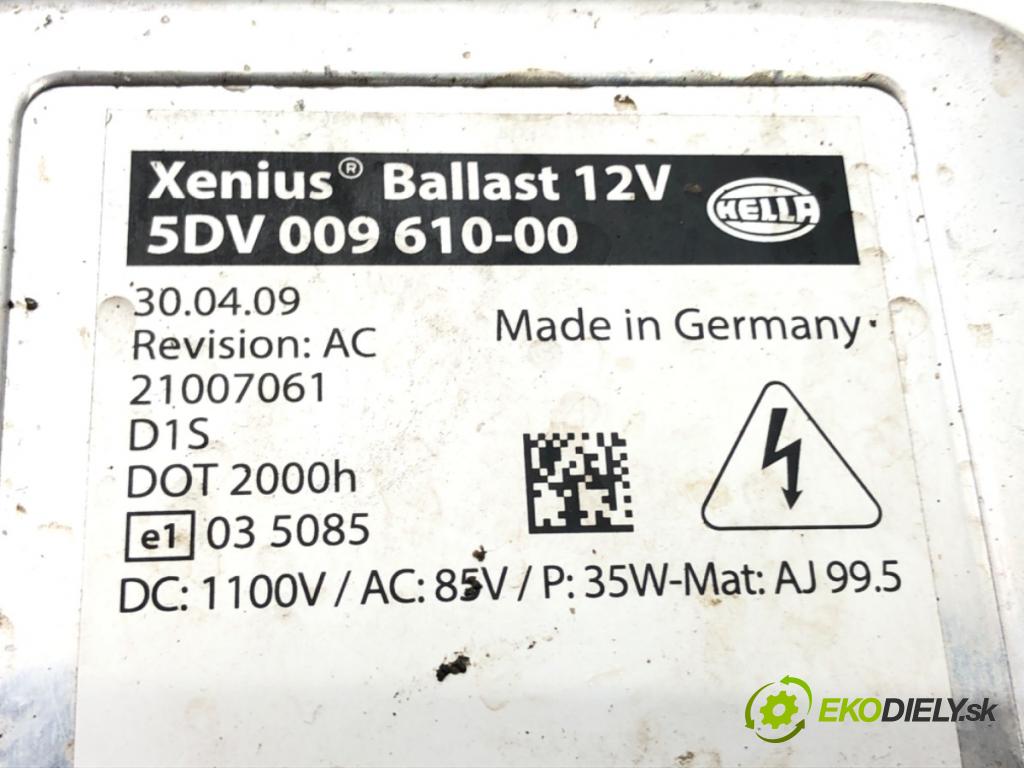 Xenius® Ballast 12V
5DV 009 610-00
HELLA
30.04.09
Revision: AC
21007061
D1S
DOT 2000h
e1 03 5085
Made in Germany
DC: 1100V / AC: 85V / P: 35W-Mat: AJ 99.5
EKODIELY.sk